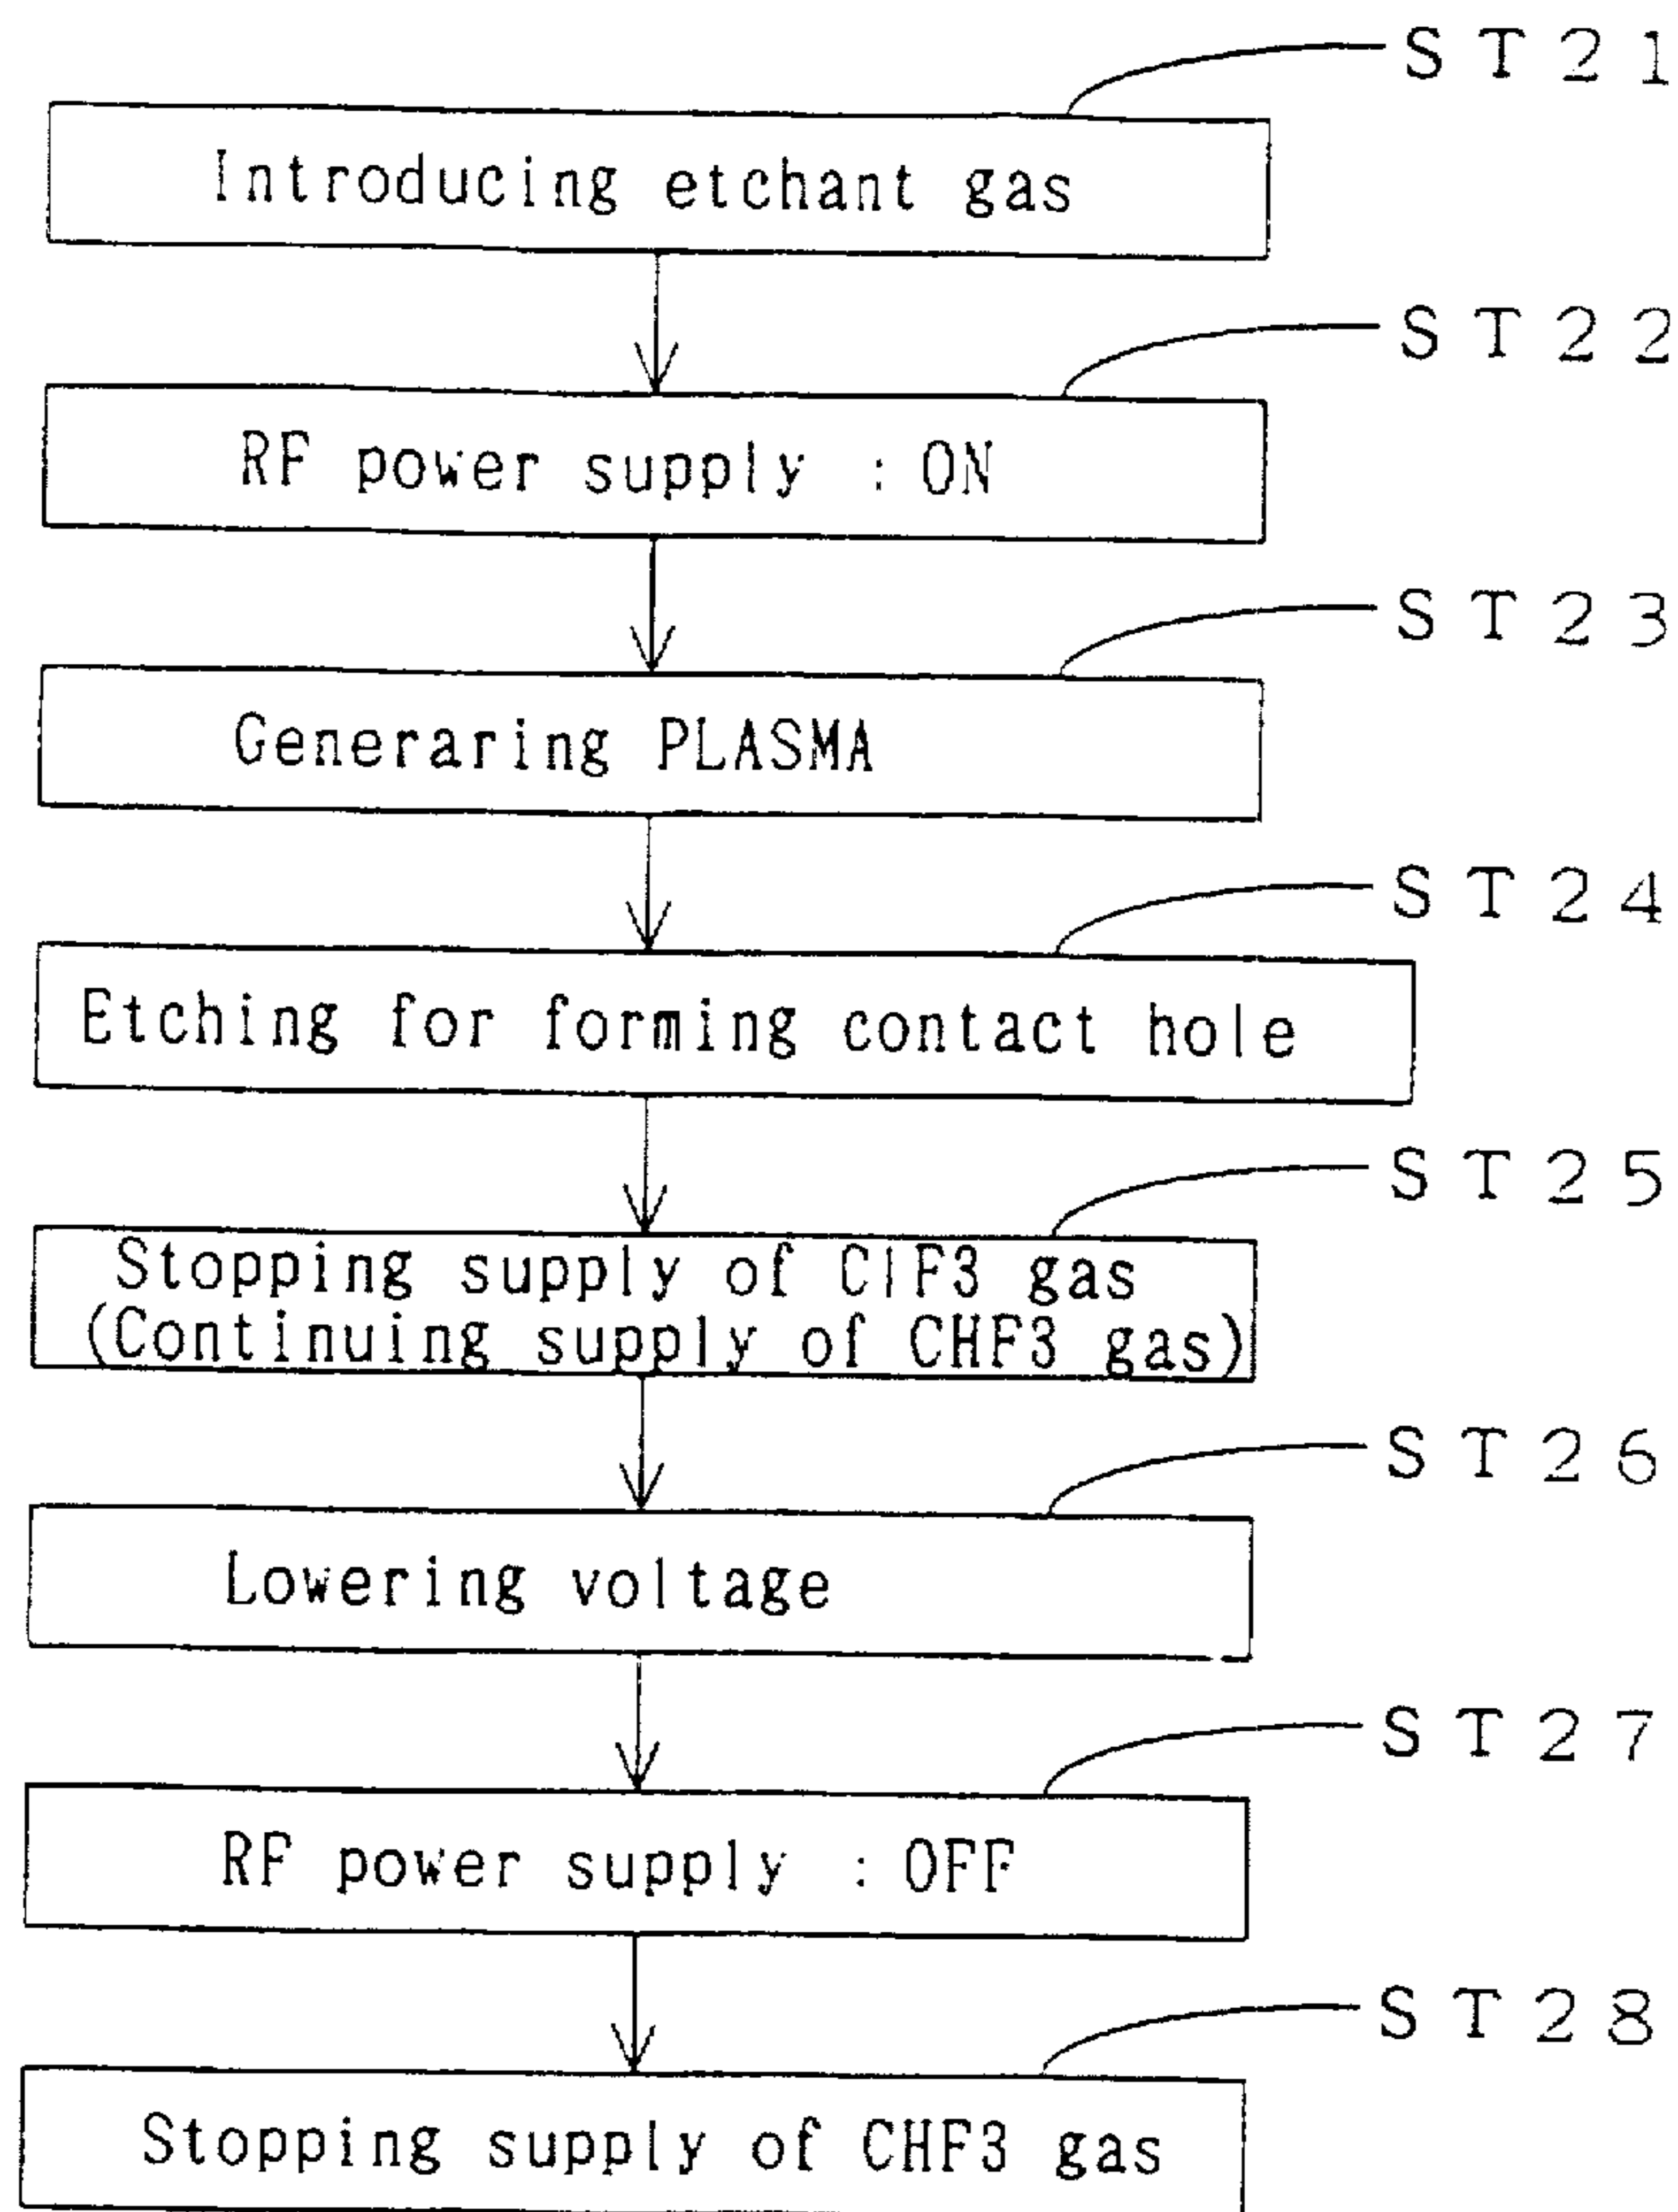 ST21
Introducing etchant gas
ST22
RF power supply : ON
ST23
Generaring PLASMA
ST24
Etching for forming contact hole
ST25
Stopping supply of ClF3 gas
(Continuing supply of CHF3 gas)
ST26
Lowering voltage
ST27
RF power supply : OFF
ST28
Stopping supply of CHF3 gas